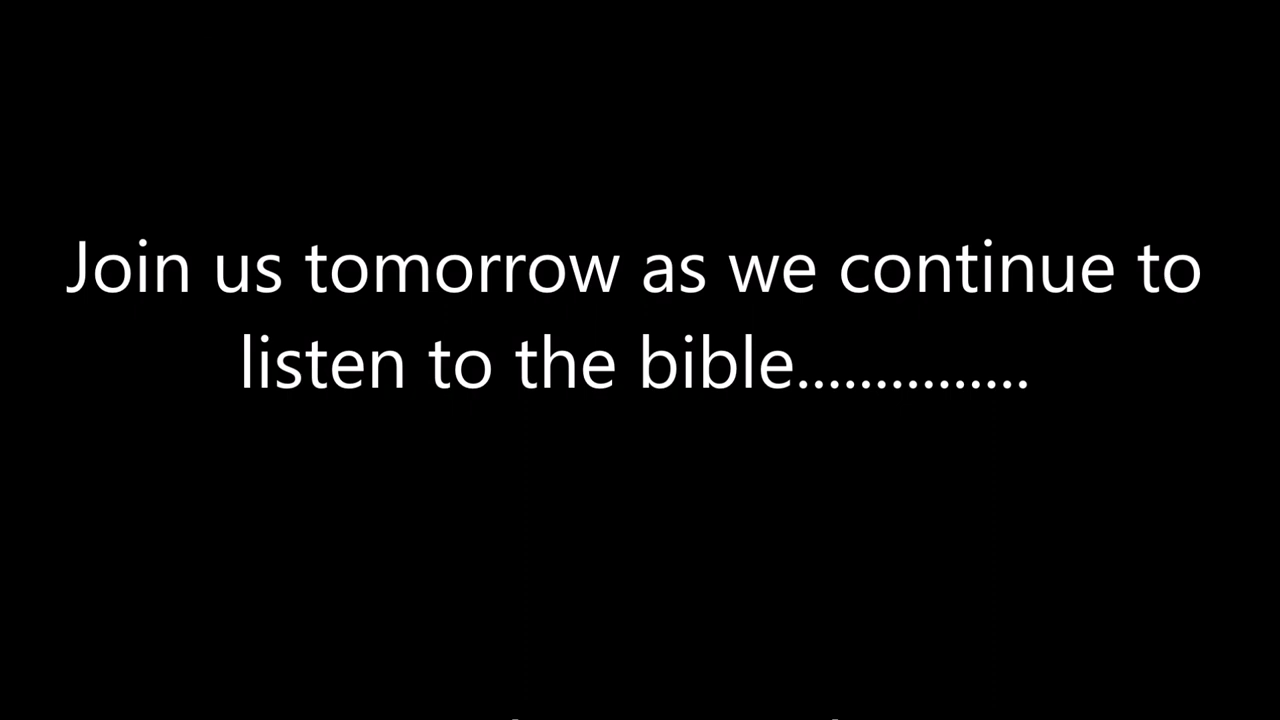 Join us tomorrow as we continue to
listen to the bible...............